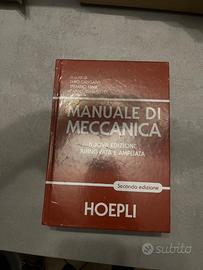 MANUALE DI
MECCANICA
NUOVA EDIZIONE
RINNOVATA E AMPLIATA
Seconda edizione
HOEPLI
subito